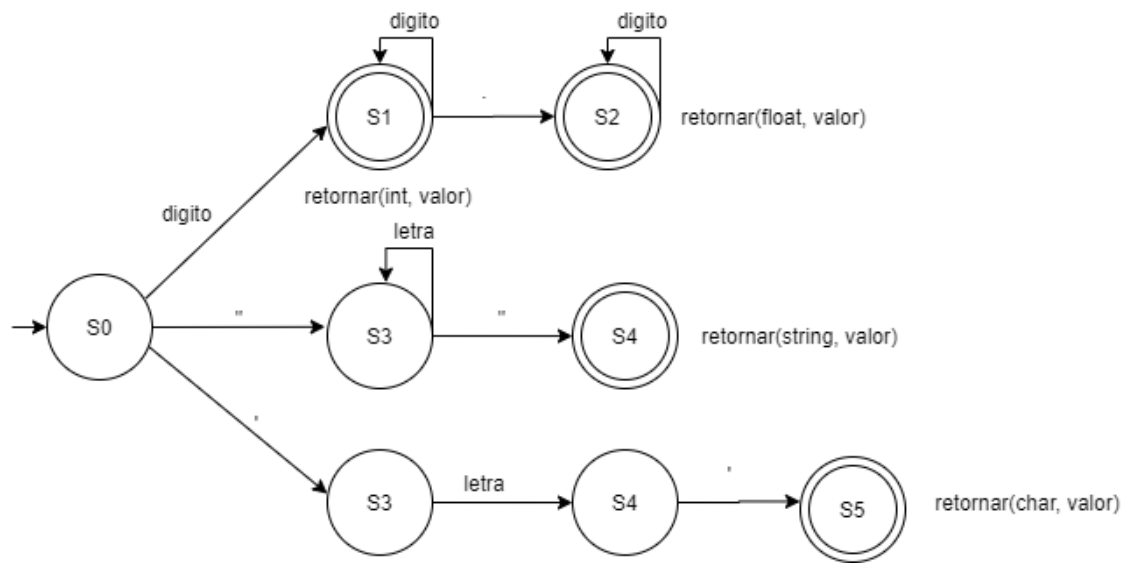 digito
digito
S1
.
S2
retornar(float, valor)
retornar(int, valor)
digito
letra
S0
"
S3
"
S4
retornar(string, valor)
'
S3
letra
S4
'
S5
retornar(char, valor)